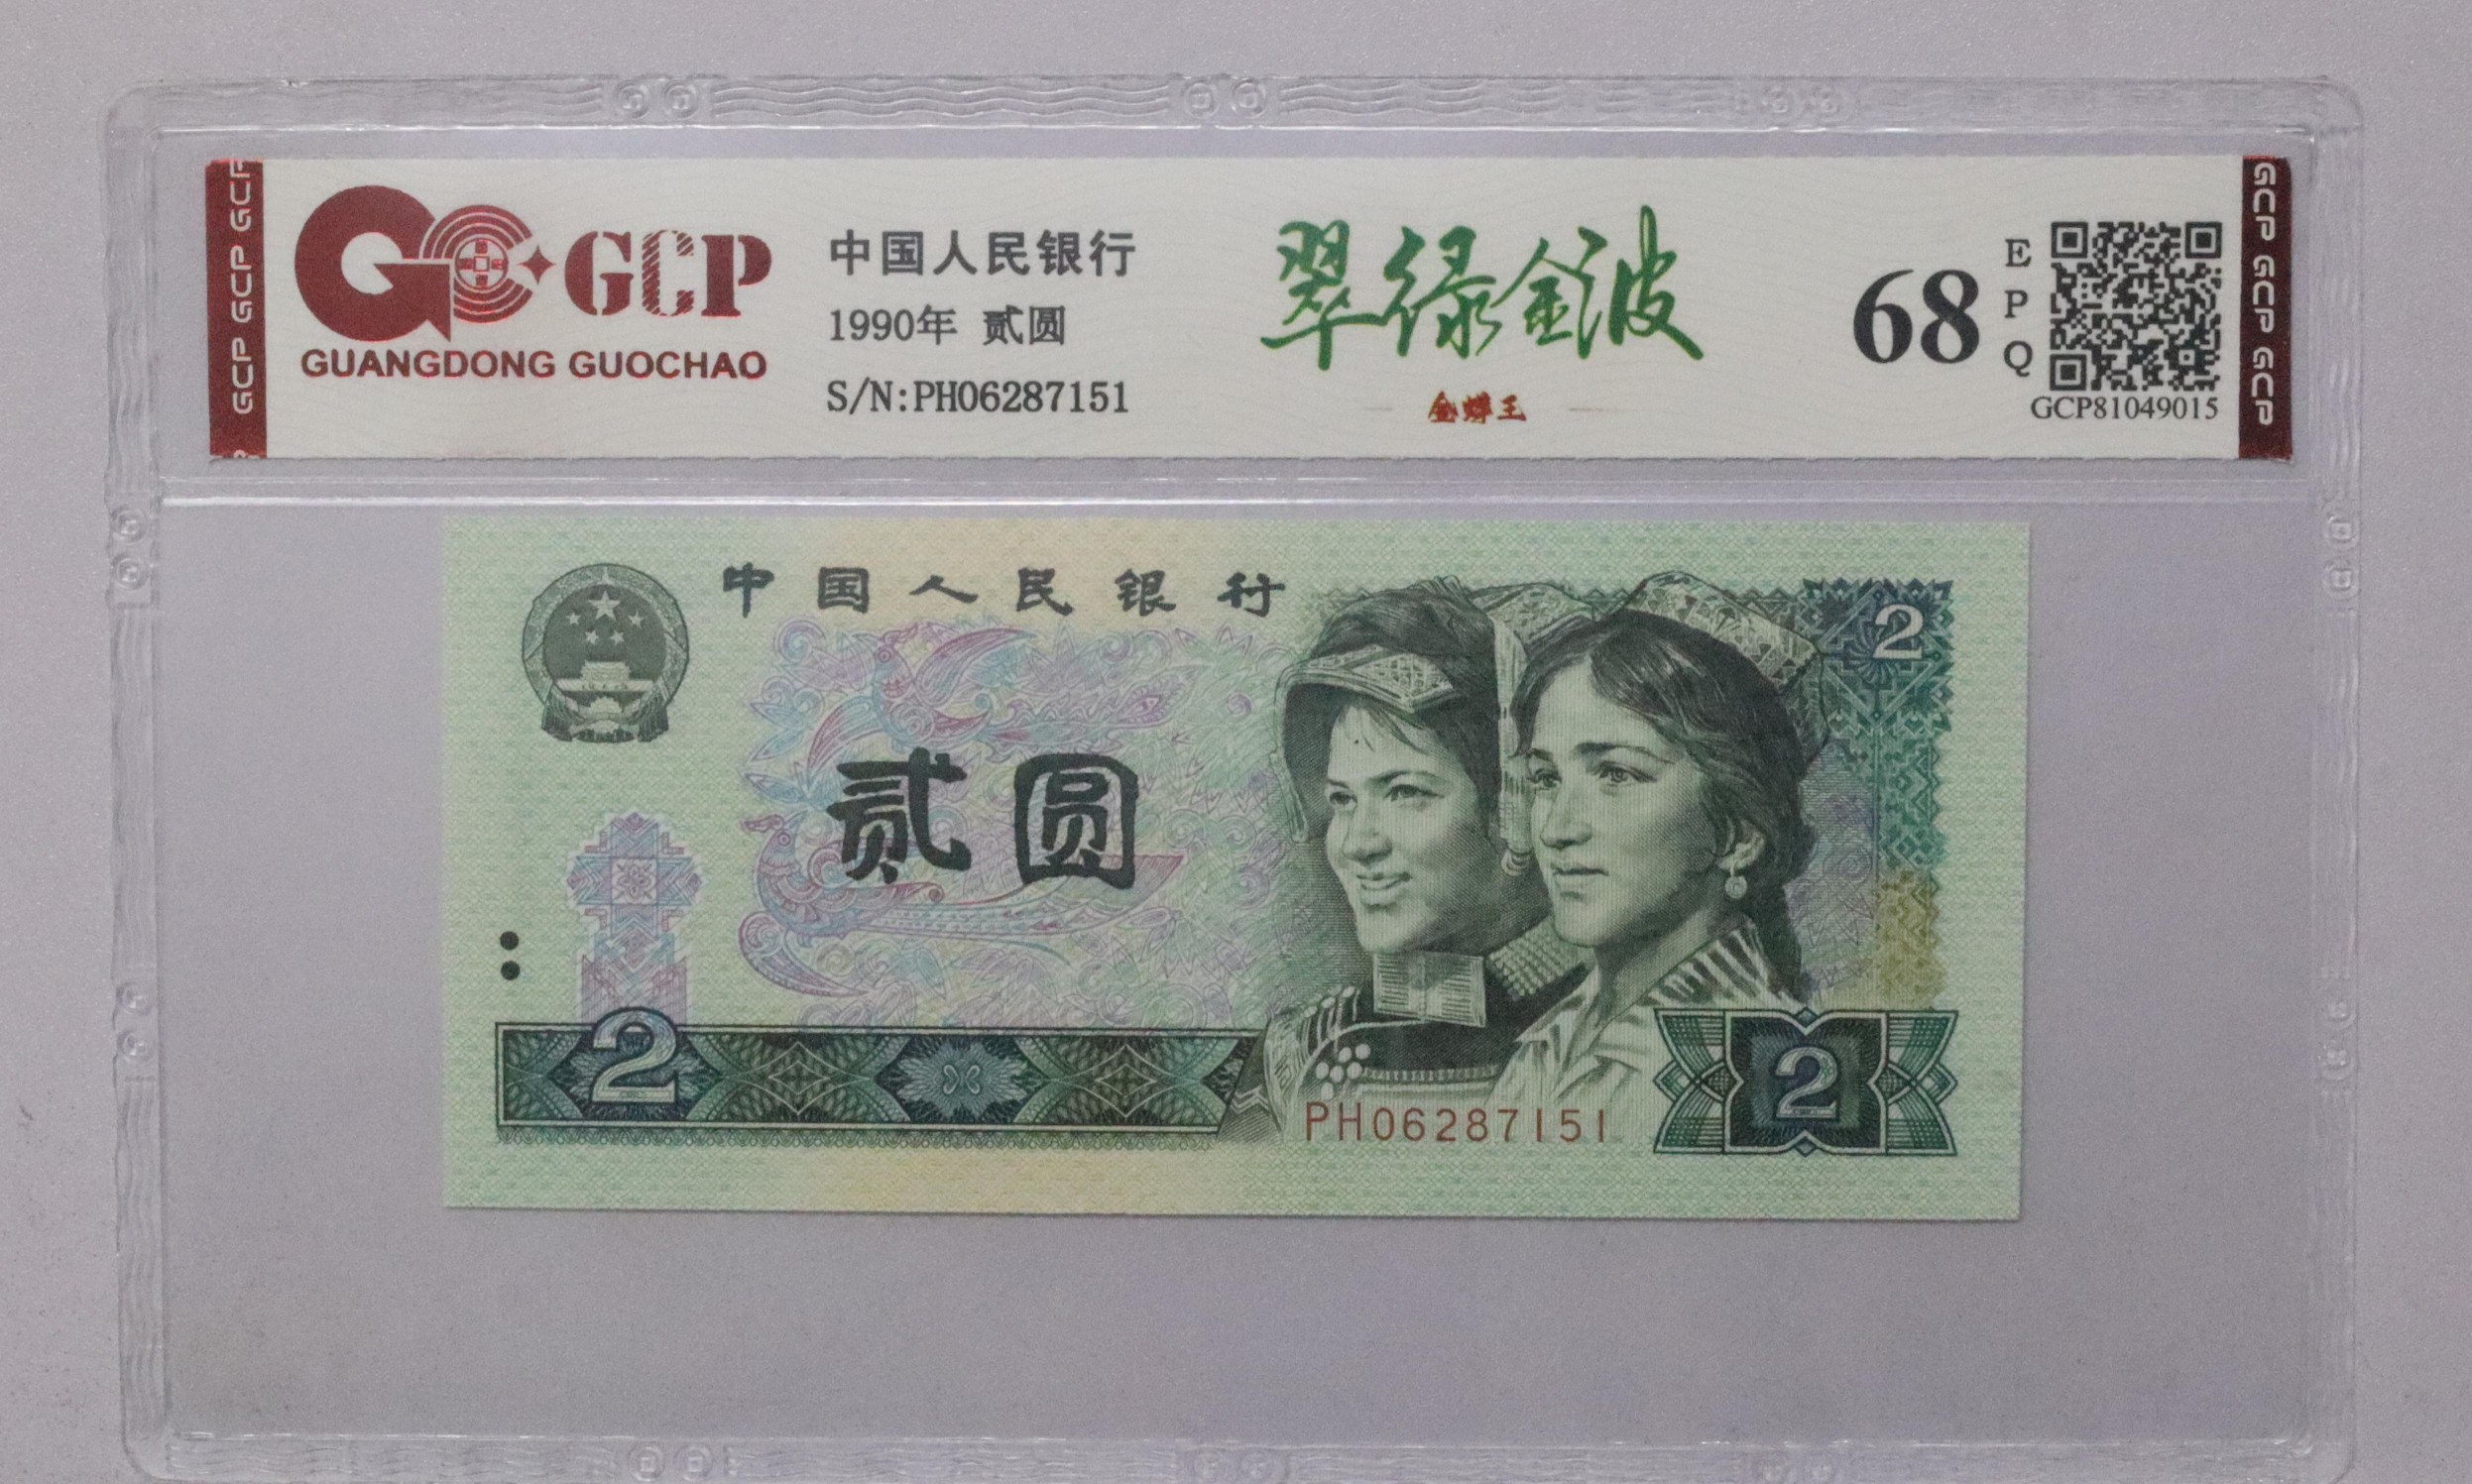 GCP GCP GCP
GCP
GUANGDONG GUOCHAO
中国人民银行
1990年 贰圆
S/N:PH06287151
翠绿金波
金蟒王
68
EPQ
GCP81049015
GCP GCP GCP
中国人民银行
贰圆
2
2
2
PH06287151